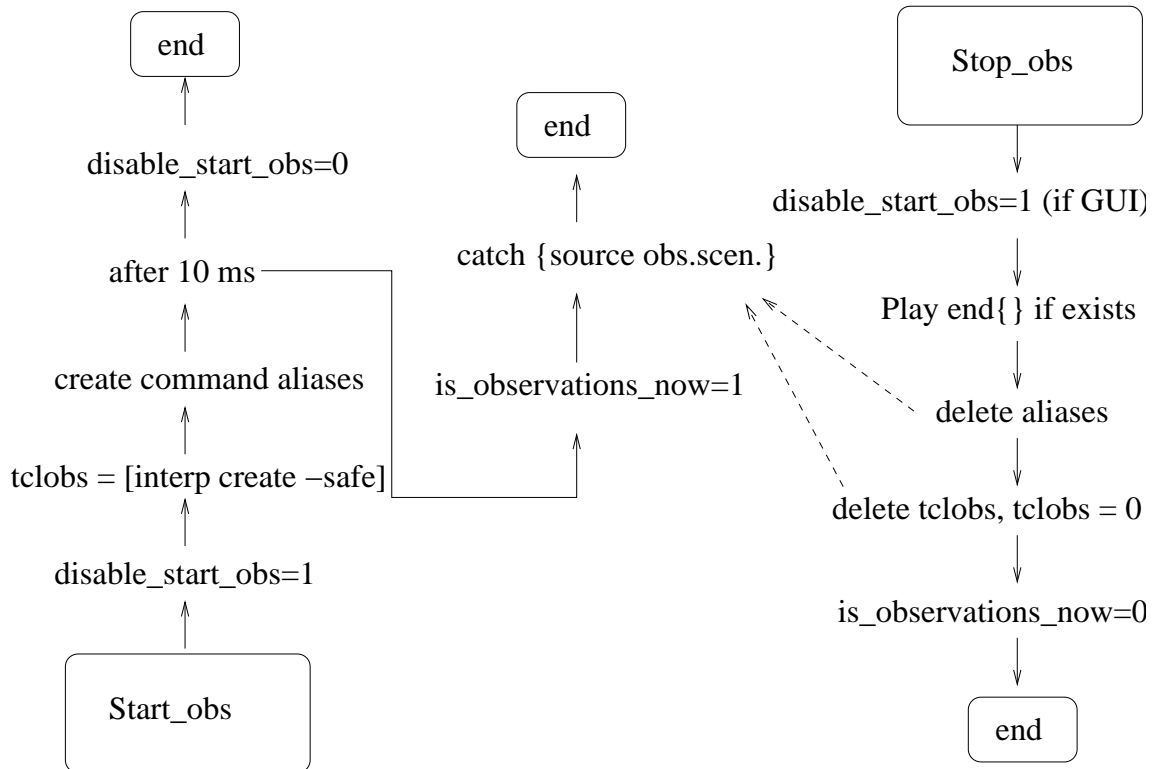 end
disable_start_obs=0
after 10 ms
create command aliases
tclobs = [interp create −safe]
disable_start_obs=1
Start_obs
end
catch {source obs.scen.}
is_observations_now=1
Stop_obs
disable_start_obs=1 (if GUI)
Play end{} if exists
delete aliases
delete tclobs, tclobs = 0
is_observations_now=0
end